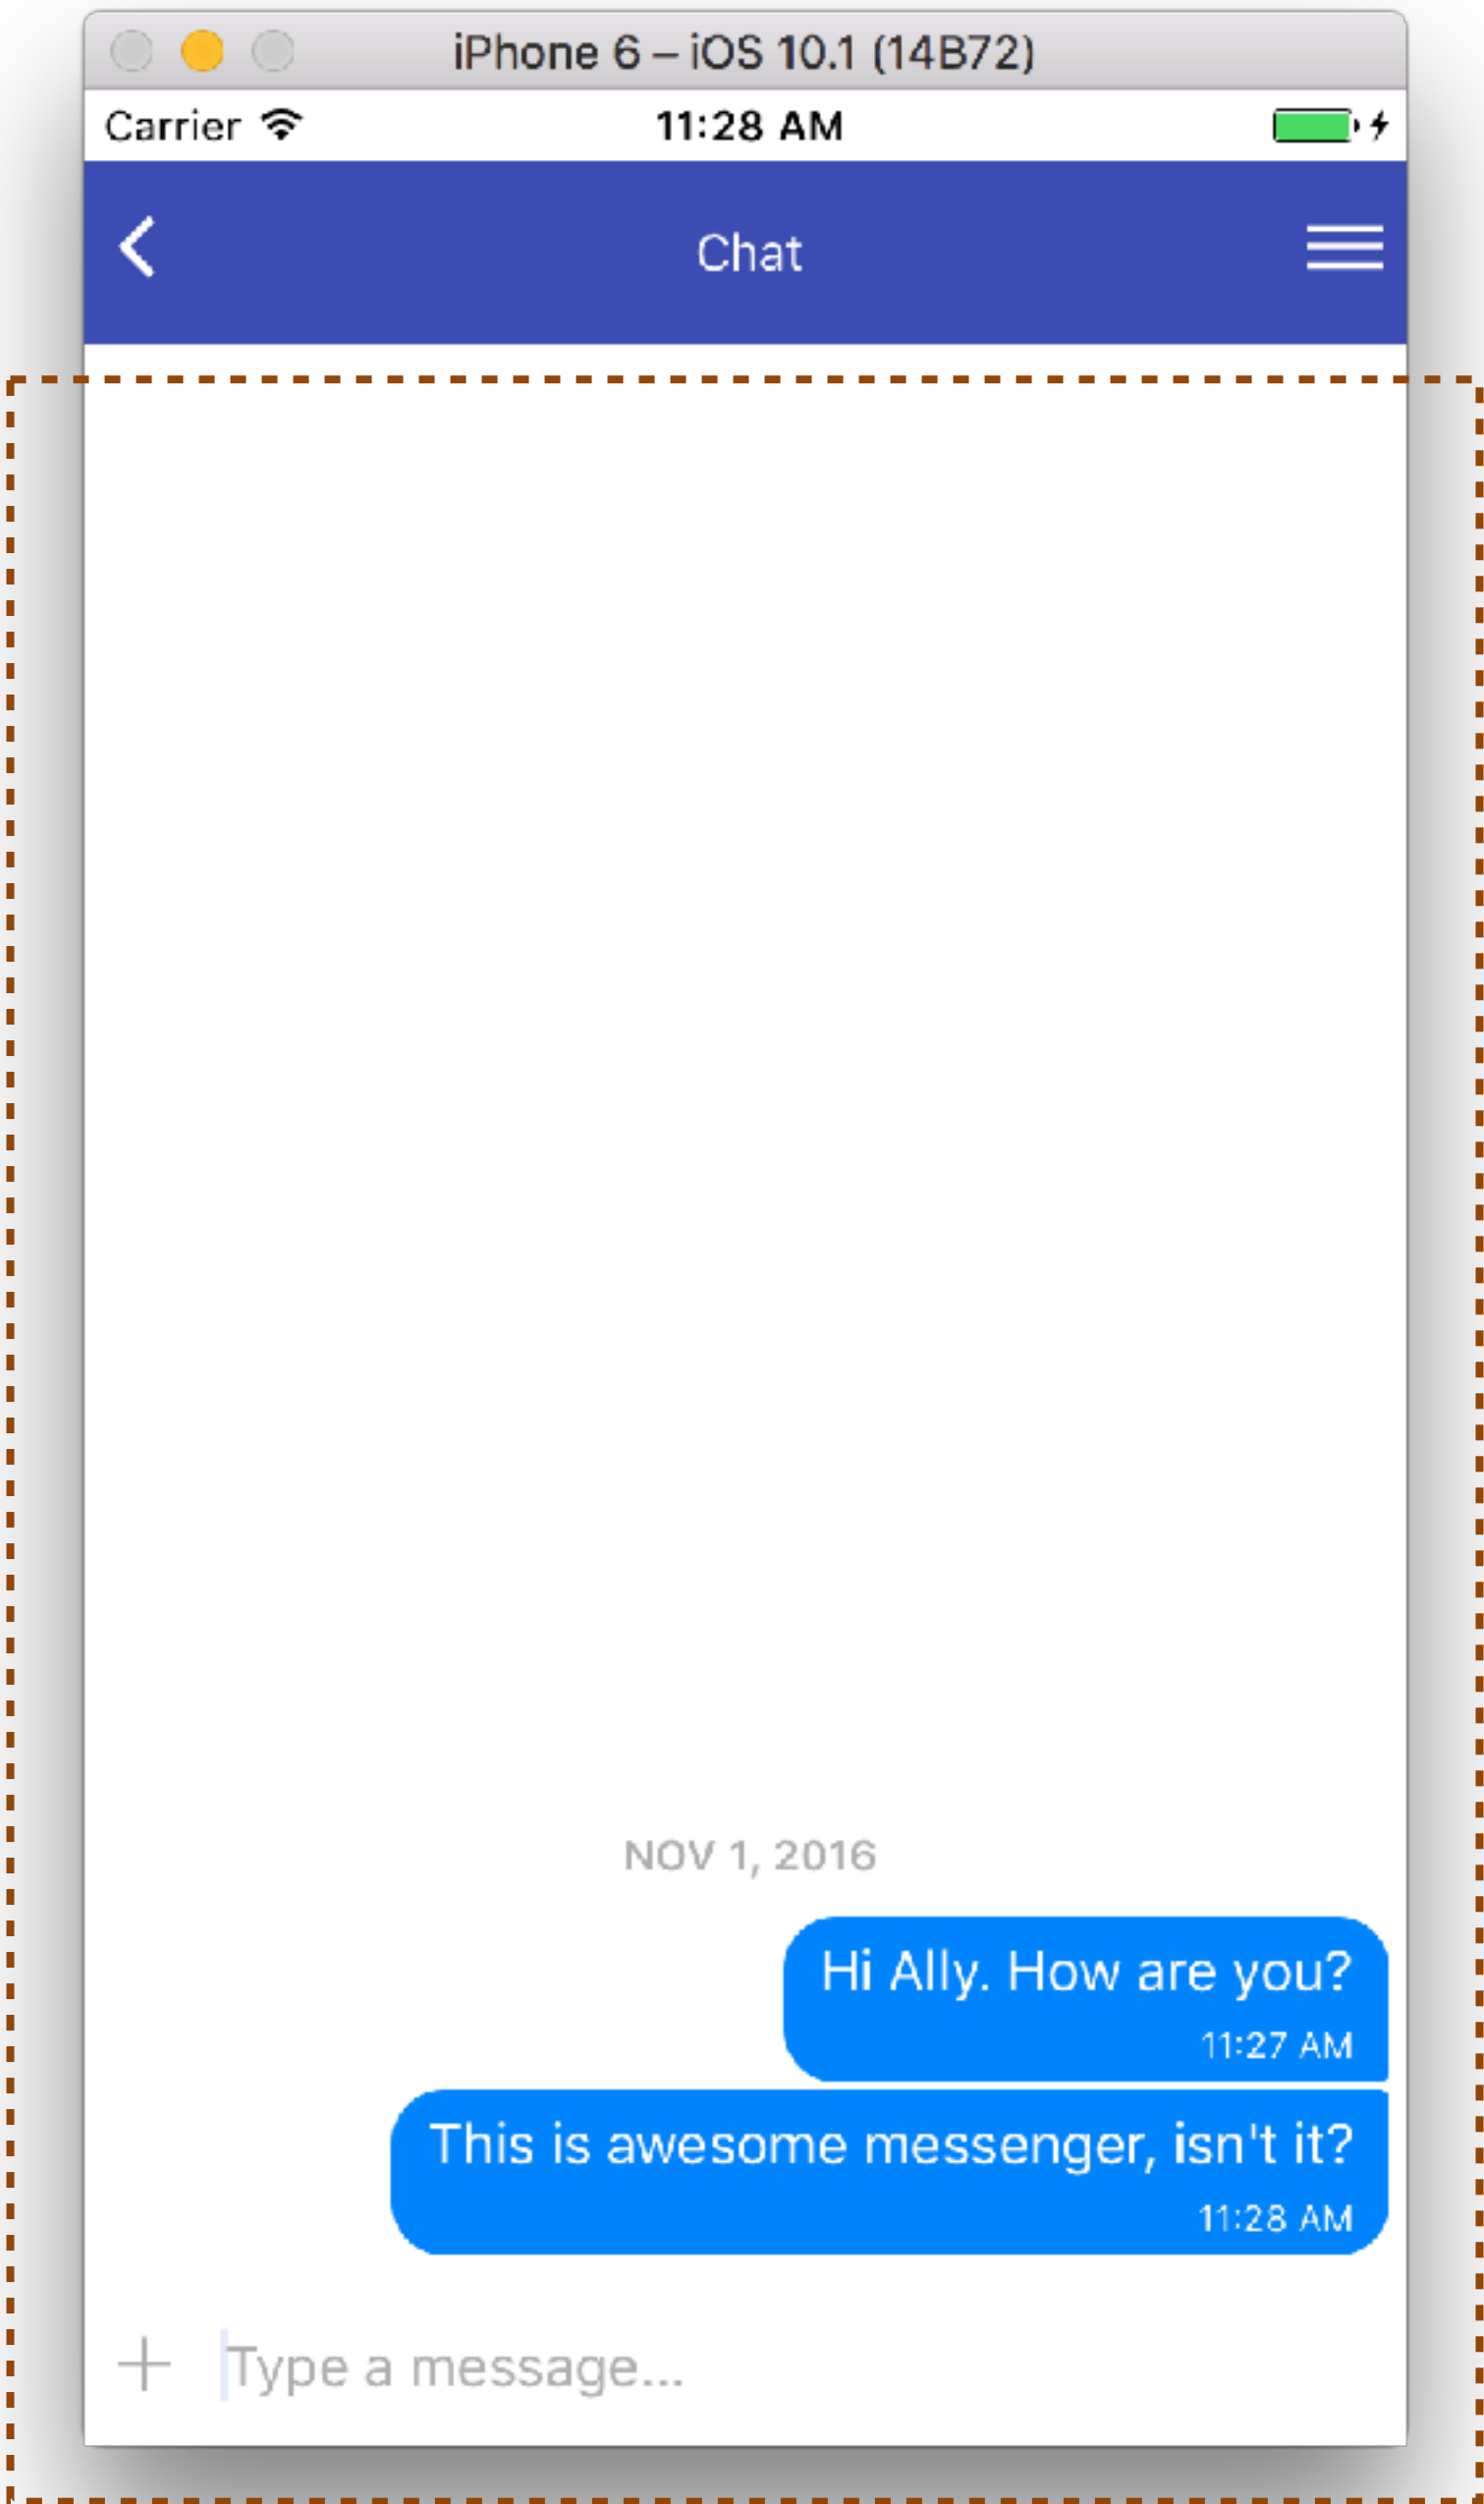 iPhone 6 – iOS 10.1 (14B72)
Carrier 11:28 AM
Chat
NOV 1, 2016
Hi Ally. How are you?
11:27 AM
This is awesome messenger, isn't it?
11:28 AM
Type a message...